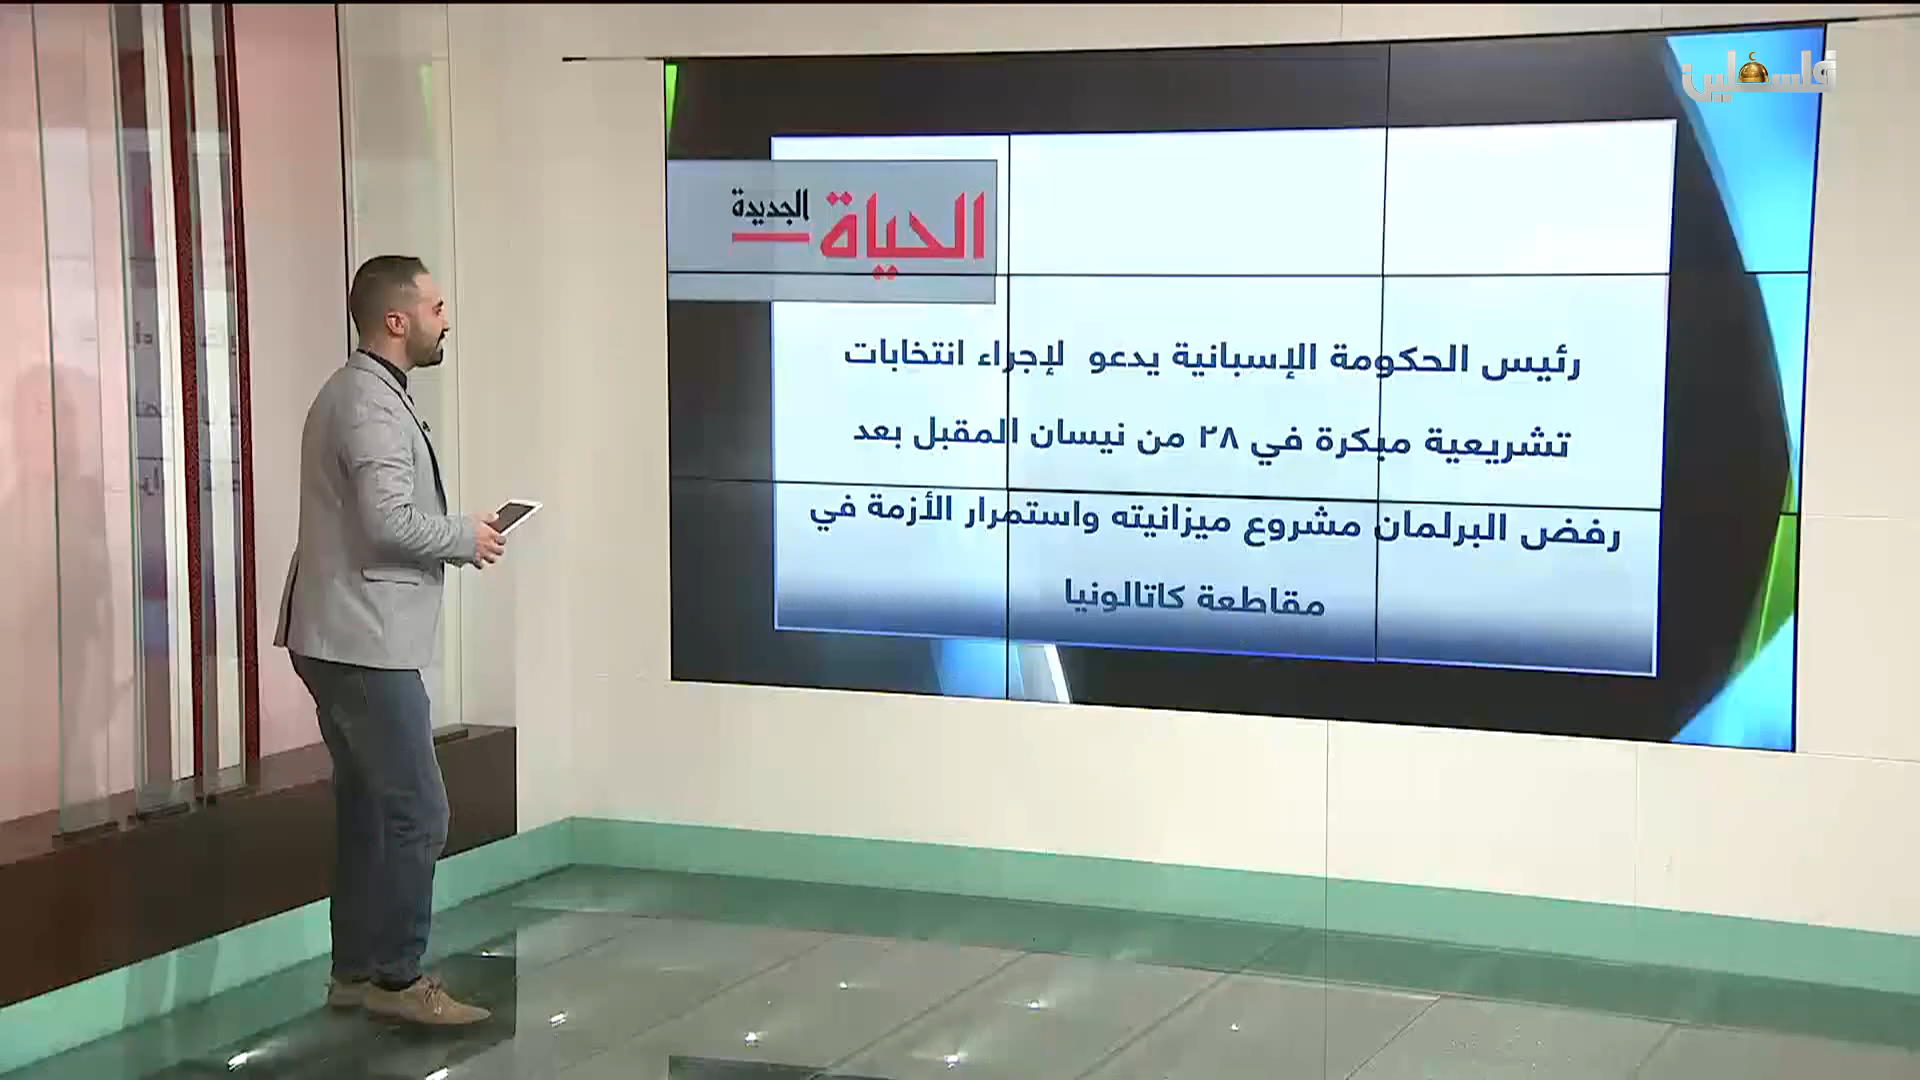 فلسطين
الحياة الجديدة
رئيس الحكومة الإسبانية يدعو لإجراء انتخابات
تشريعية مبكرة في ٢٨ من نيسان المقبل بعد
رفض البرلمان مشروع ميزانيته واستمرار الأزمة في
مقاطعة كاتالونيا